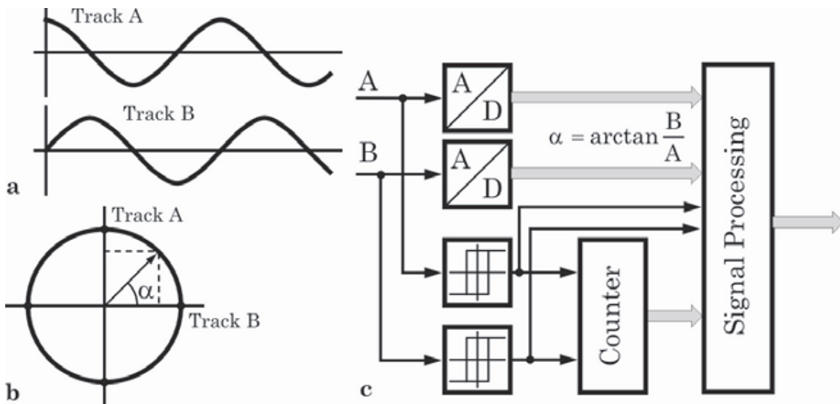 Track A
Track B
a
Track A
α
Track B
b
A
B
A
D
A
D
α = arctan B/A
Counter
Signal Processing
c